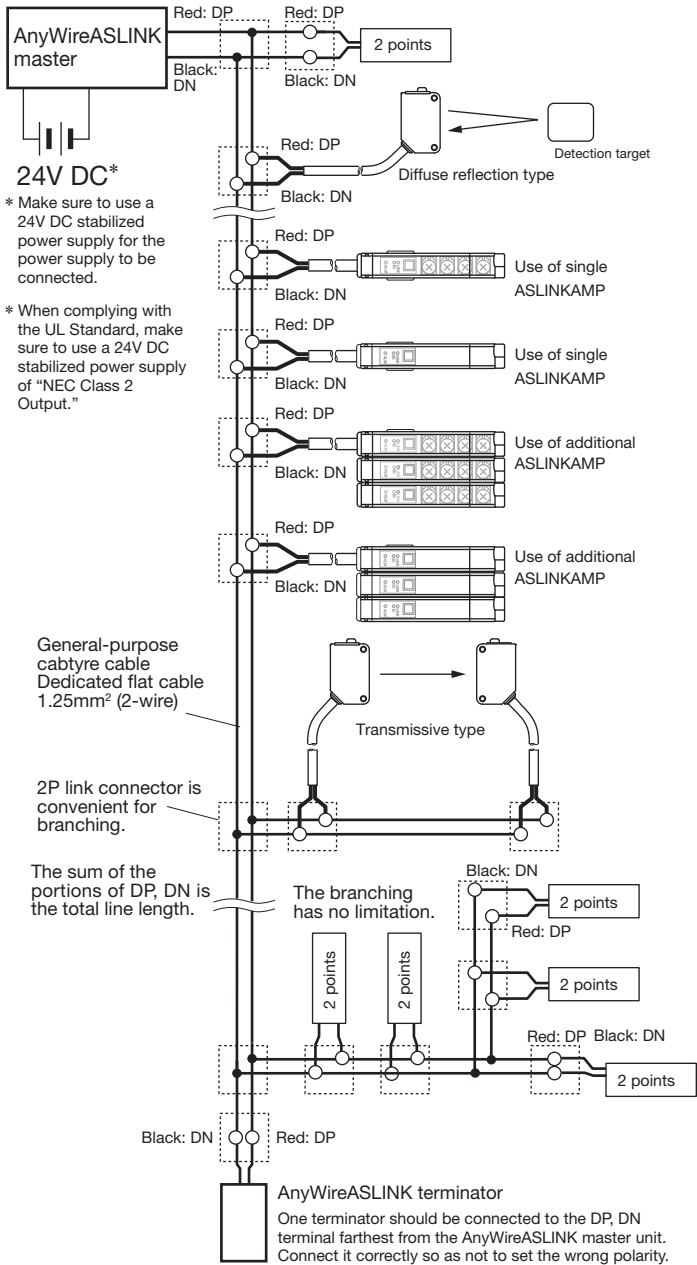 Red: DP
Red: DP
AnyWireASLINK
master
2 points
Black:
DN
Black: DN
24V DC*
* Make sure to use a
24V DC stabilized
power supply for the
power supply to be
connected.
* When complying with
the UL Standard, make
sure to use a 24V DC
stabilized power supply
of “NEC Class 2
Output.”
Red: DP
Black: DN
Diffuse reflection type
Detection target
Red: DP
Black: DN
Use of single
ASLINKAMP
Red: DP
Black: DN
Use of single
ASLINKAMP
Red: DP
Black: DN
Use of additional
ASLINKAMP
Red: DP
Black: DN
Use of additional
ASLINKAMP
General-purpose
cabtyre cable
Dedicated flat cable
1.25mm² (2-wire)
Transmissive type
2P link connector is
convenient for
branching.
The sum of the
portions of DP, DN is
the total line length.
The branching
has no limitation.
Black: DN
2 points
Red: DP
2 points
2 points
2 points
Red: DP
Black: DN
2 points
Black: DN
Red: DP
AnyWireASLINK terminator
One terminator should be connected to the DP, DN
terminal farthest from the AnyWireASLINK master unit.
Connect it correctly so as not to set the wrong polarity.